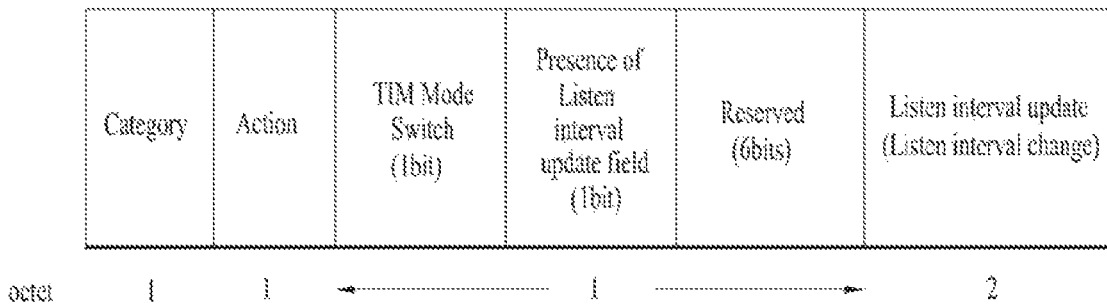 Category
Action
TIM Mode
Switch
(1bit)
Presence of
Listen
interval
update field
(1bit)
Reserved
(6bits)
Listen interval update
(Listen interval change)
octet 1 1 1 2